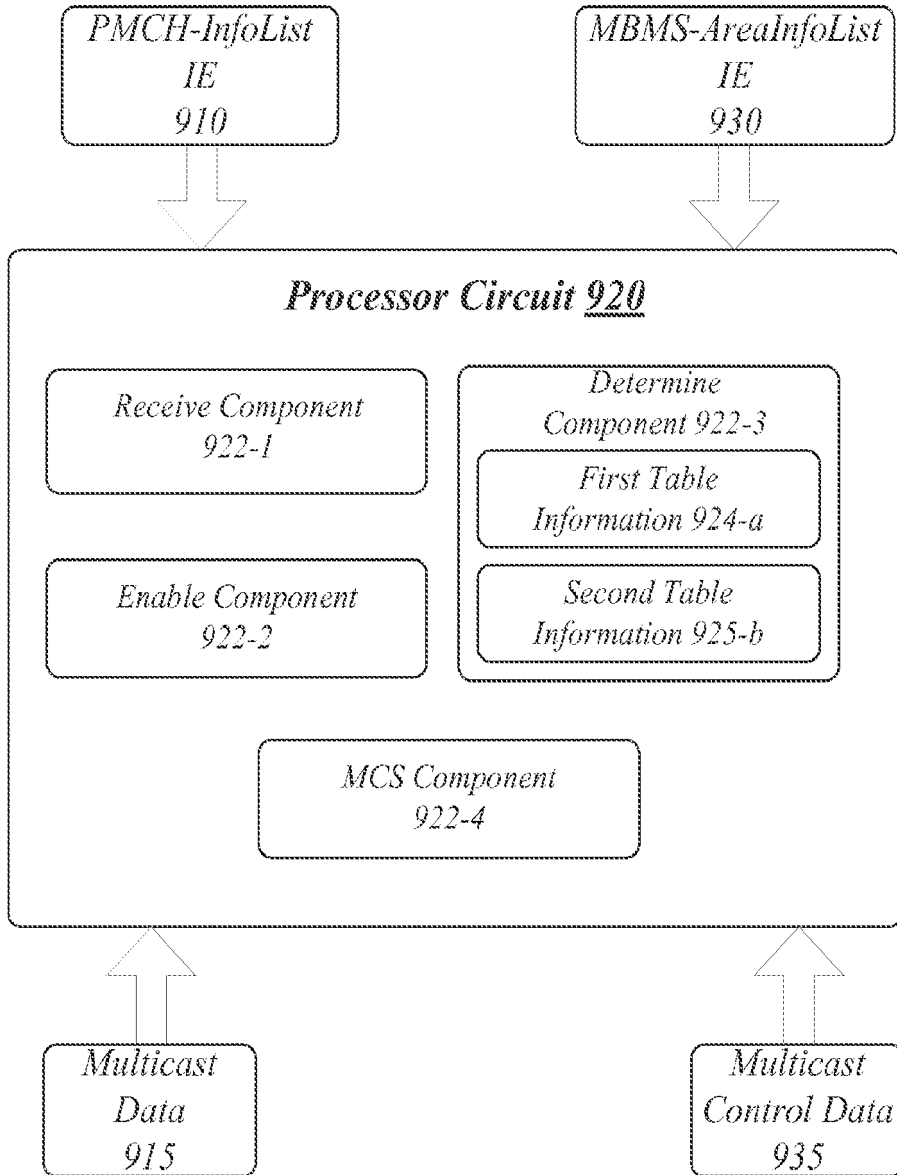 PMCH-InfoList
IE
910
MBMS-AreaInfoList
IE
930
Processor Circuit 920
Receive Component
922-1
Determine
Component 922-3
First Table
Information 924-a
Second Table
Information 925-b
Enable Component
922-2
MCS Component
922-4
Multicast
Data
915
Multicast
Control Data
935